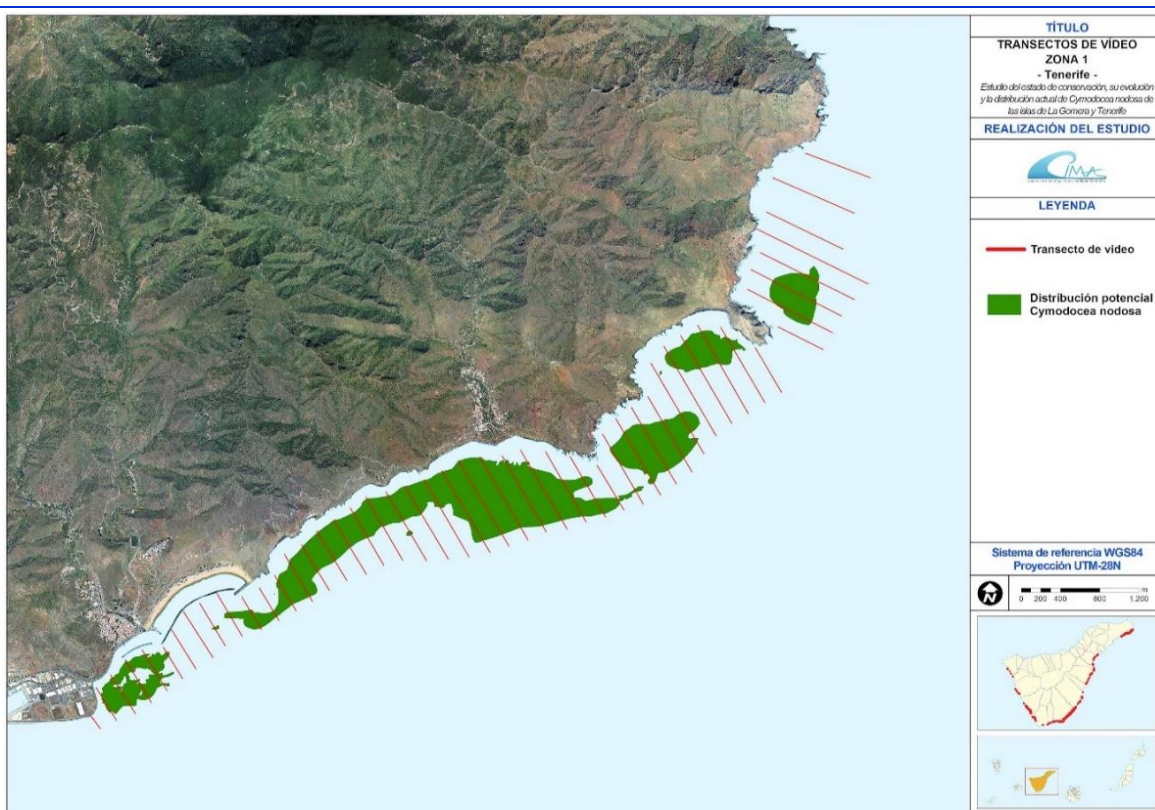 TÍTULO
TRANSECTOS DE VÍDEO
ZONA 1
- Tenerife -
Estudio del estado de conservación, su evolución
y la distribución actual de Cymodocea nodosa de
las islas de La Gomera y Tenerife
REALIZACIÓN DEL ESTUDIO
CIMA
LEYENDA
Transecto de video
Distribución potencial
Cymodocea nodosa
Sistema de referencia WGS84
Proyección UTM-28N
N
m
0 200 400 800 1.200